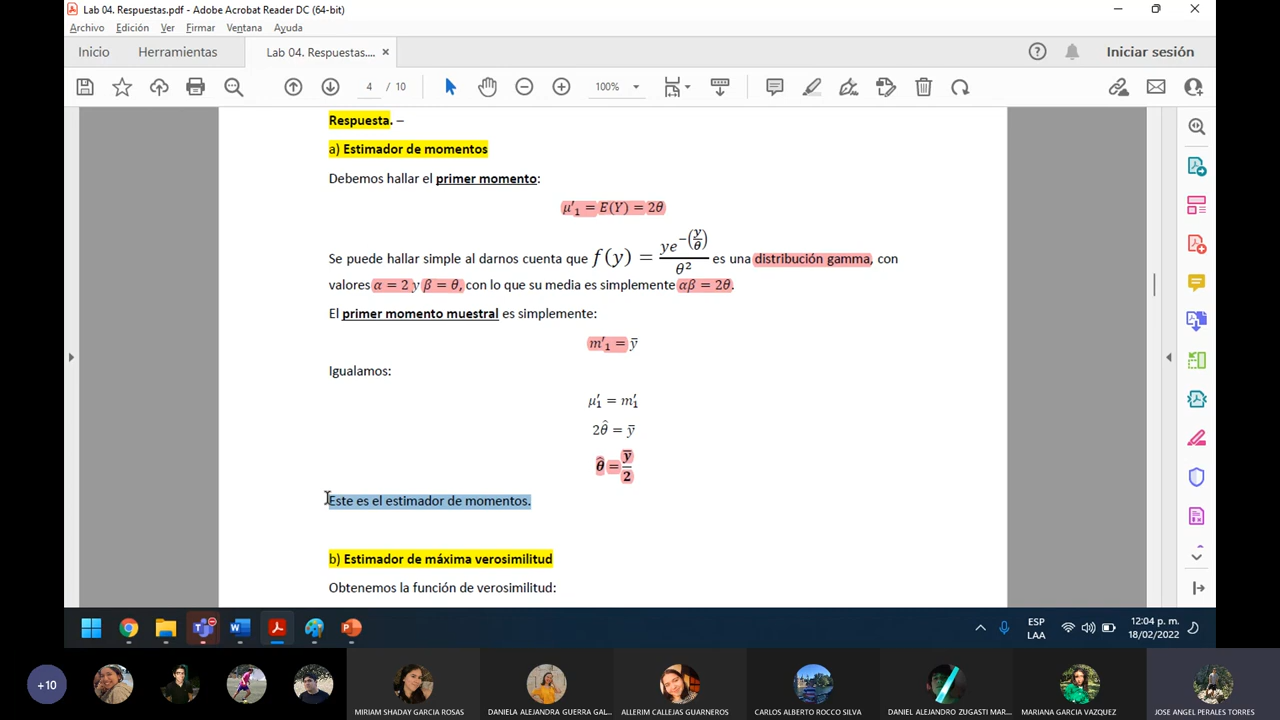 Lab 04. Respuestas.pdf - Adobe Acrobat Reader DC (64-bit)
Archivo Edición Ver Firmar Ventana Ayuda
Inicio Herramientas Lab 04. Respuestas.... × Iniciar sesión
4 / 10 100%
Respuesta. –
a) Estimador de momentos
Debemos hallar el primer momento:
μ'₁ = E(Y) = 2θ
Se puede hallar simple al darnos cuenta que f(y) = ye^−(y/θ) / θ² es una distribución gamma, con
valores α = 2 y β = θ, con lo que su media es simplemente αβ = 2θ.
El primer momento muestral es simplemente:
m'₁ = ȳ
Igualamos:
μ′₁ = m′₁
2θ̂ = ȳ
θ̂ = ȳ/2
Este es el estimador de momentos.
b) Estimador de máxima verosimilitud
Obtenemos la función de verosimilitud:
ESP
LAA
12:04 p. m.
18/02/2022
+10
MIRIAM SHADAY GARCIA ROSAS
DANIELA ALEJANDRA GUERRA GAL...
ALLERIM CALLEJAS GUARNEROS
CARLOS ALBERTO ROCCO SILVA
DANIEL ALEJANDRO ZUGASTI MAR...
MARIANA GARCIA VAZQUEZ
JOSE ANGEL PERALES TORRES